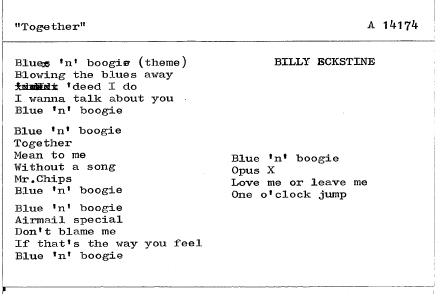 "Together"
A 14174
BILLY ECKSTINE
Blues 'n' boogie (theme)
Blowing the blues away
'deed I do
I wanna talk about you
Blue 'n' boogie
Blue 'n' boogie
Together
Mean to me
Without a song
Mr.Chips
Blue 'n' boogie
Blue 'n' boogie
Airmail special
Don't blame me
If that's the way you feel
Blue 'n' boogie
Blue 'n' boogie
Opus X
Love me or leave me
One o'clock jump